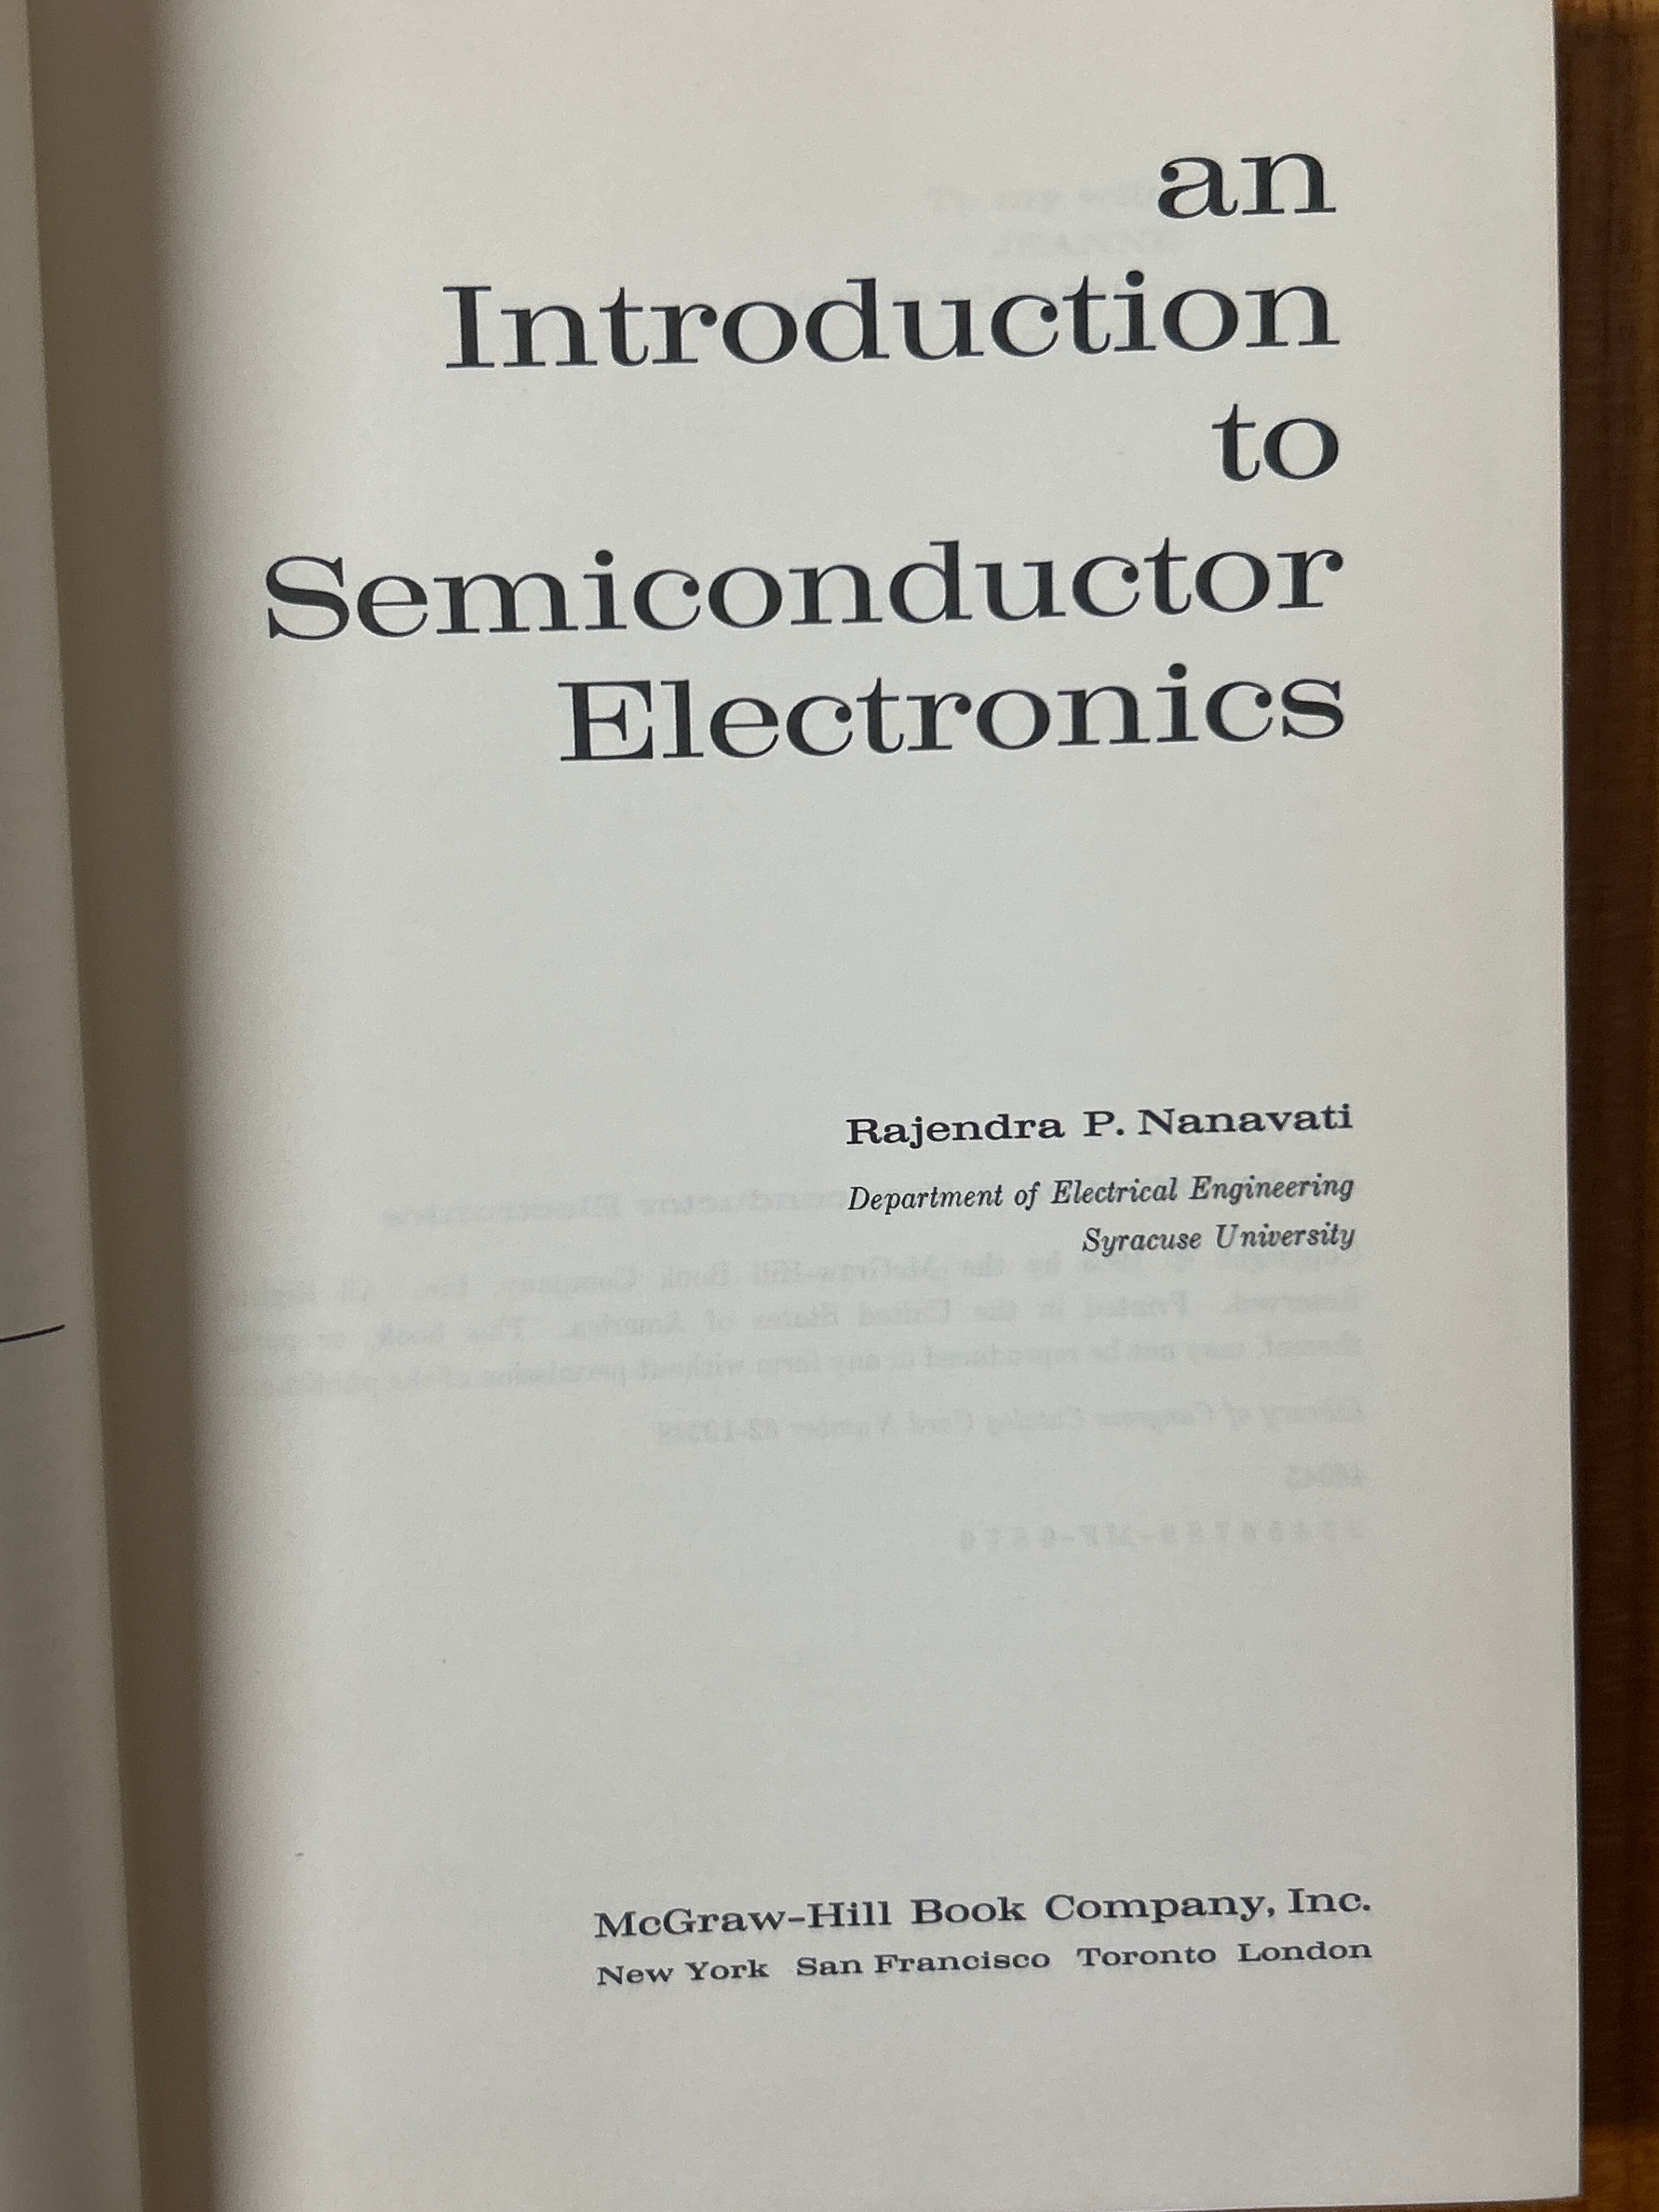 an
Introduction
to
Semiconductor
Electronics
Rajendra P. Nanavati
Department of Electrical Engineering
Syracuse University
McGraw-Hill Book Company, Inc.
New York San Francisco Toronto London